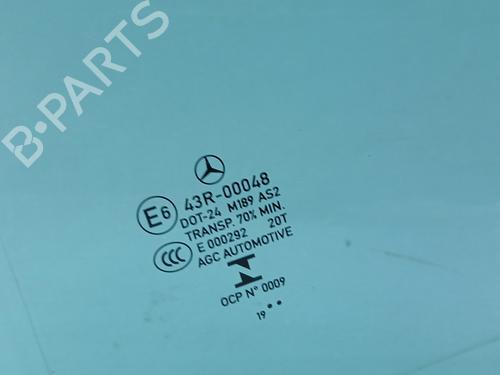 B-PARTS
43R-00048
E6
DOT-24 M189 AS2
TRANSP. 70% MIN.
E 000292 20T
CCC
AGC AUTOMOTIVE
OCP N° 0009
19 • •